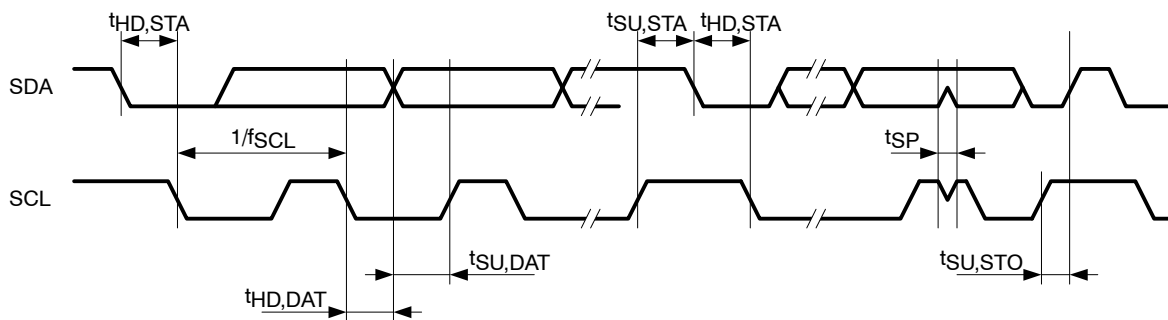 tHD,STA
tSU,STA
tHD,STA
SDA
1/fSCL
tSP
SCL
tSU,DAT
tSU,STO
tHD,DAT